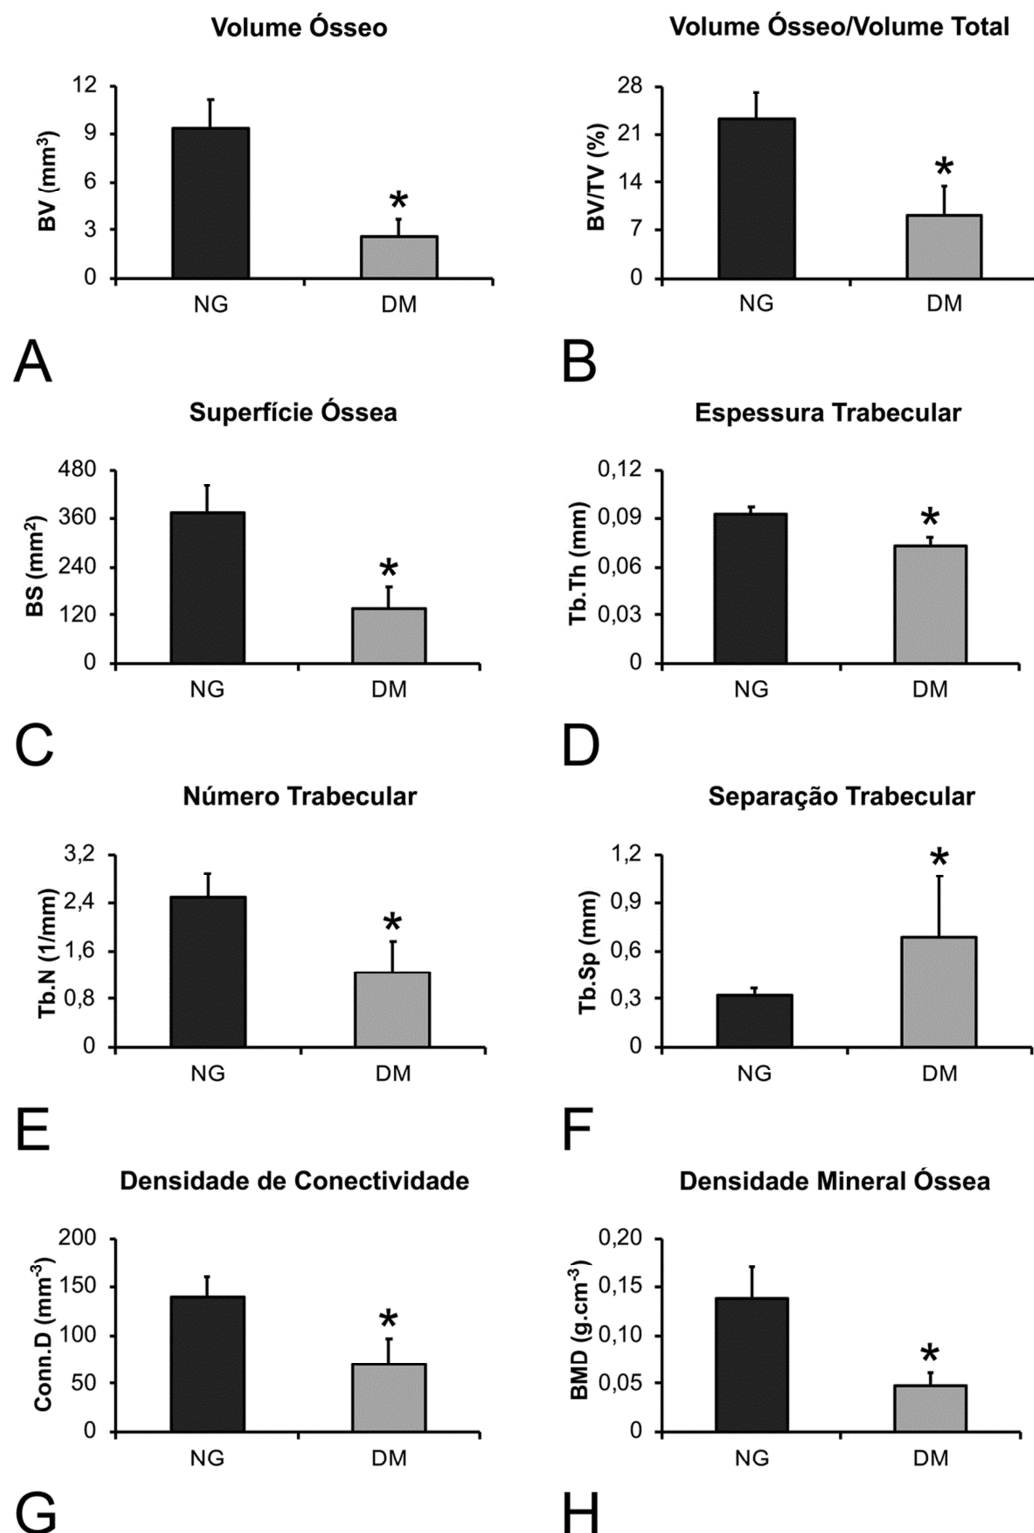 Volume Ósseo
BV (mm³)
12
9
6
3
0
*
NG
DM
A
Volume Ósseo/Volume Total
BV/TV (%)
28
21
14
7
0
*
NG
DM
B
Superfície Óssea
BS (mm²)
480
360
240
120
0
*
NG
DM
C
Espessura Trabecular
Tb.Th (mm)
0,12
0,09
0,06
0,03
0
*
NG
DM
D
Número Trabecular
Tb.N (1/mm)
3,2
2,4
1,6
0,8
0
*
NG
DM
E
Separação Trabecular
Tb.Sp (mm)
1,2
0,9
0,6
0,3
0
*
NG
DM
F
Densidade de Conectividade
Conn.D (mm⁻³)
200
150
100
50
0
*
NG
DM
G
Densidade Mineral Óssea
BMD (g.cm⁻³)
0,20
0,15
0,10
0,05
0
*
NG
DM
H